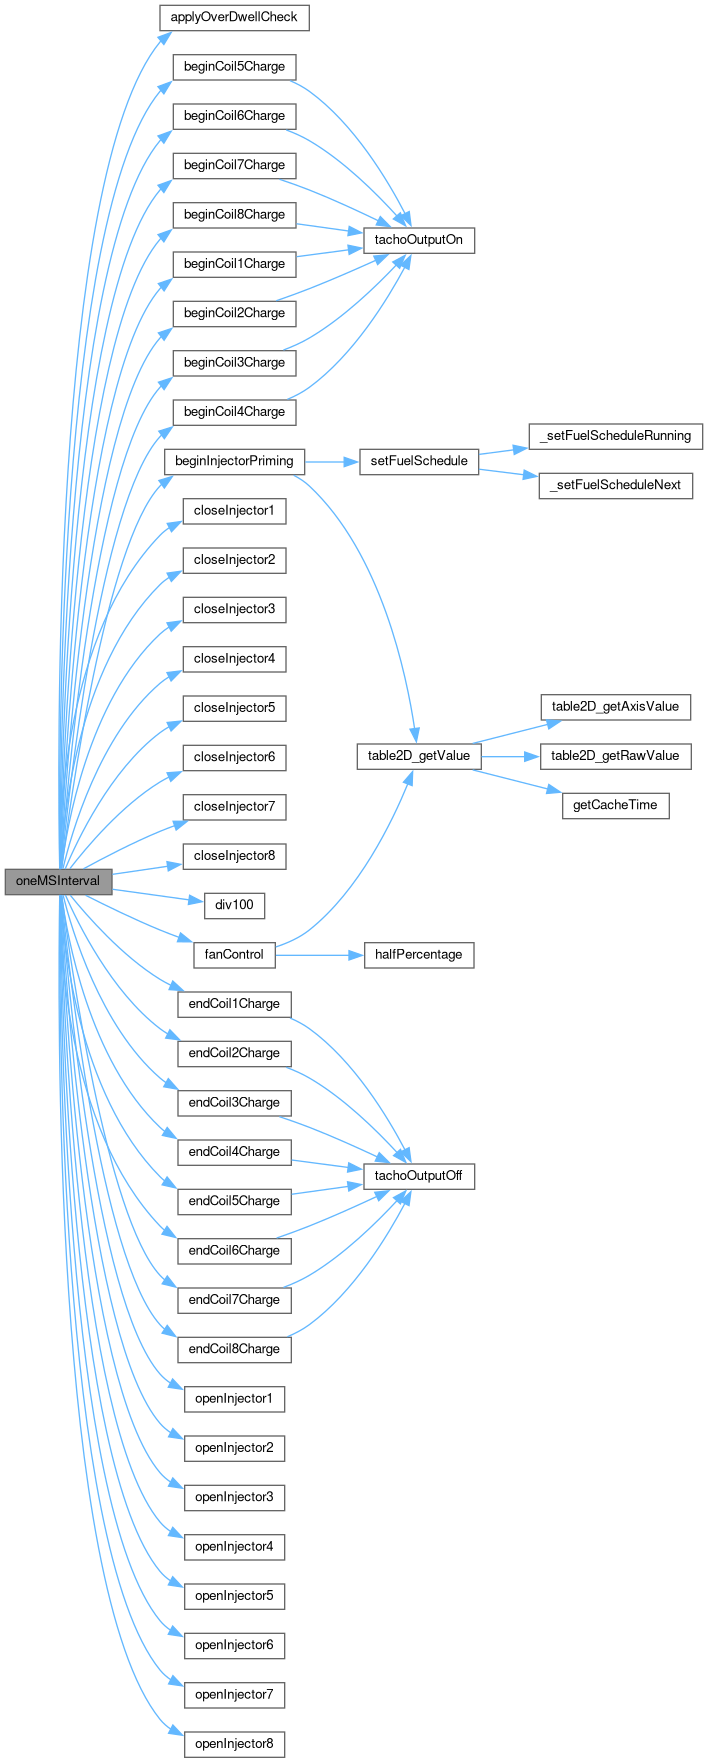 applyOverDwellCheck
beginCoil5Charge
beginCoil6Charge
beginCoil7Charge
beginCoil8Charge
tachoOutputOn
beginCoil1Charge
beginCoil2Charge
beginCoil3Charge
beginCoil4Charge
_setFuelScheduleRunning
beginInjectorPriming
setFuelSchedule
_setFuelScheduleNext
closeInjector1
closeInjector2
closeInjector3
closeInjector4
closeInjector5
table2D_getAxisValue
closeInjector6
table2D_getValue
table2D_getRawValue
closeInjector7
getCacheTime
closeInjector8
oneMSInterval
div100
fanControl
halfPercentage
endCoil1Charge
endCoil2Charge
endCoil3Charge
endCoil4Charge
tachoOutputOff
endCoil5Charge
endCoil6Charge
endCoil7Charge
endCoil8Charge
openInjector1
openInjector2
openInjector3
openInjector4
openInjector5
openInjector6
openInjector7
openInjector8